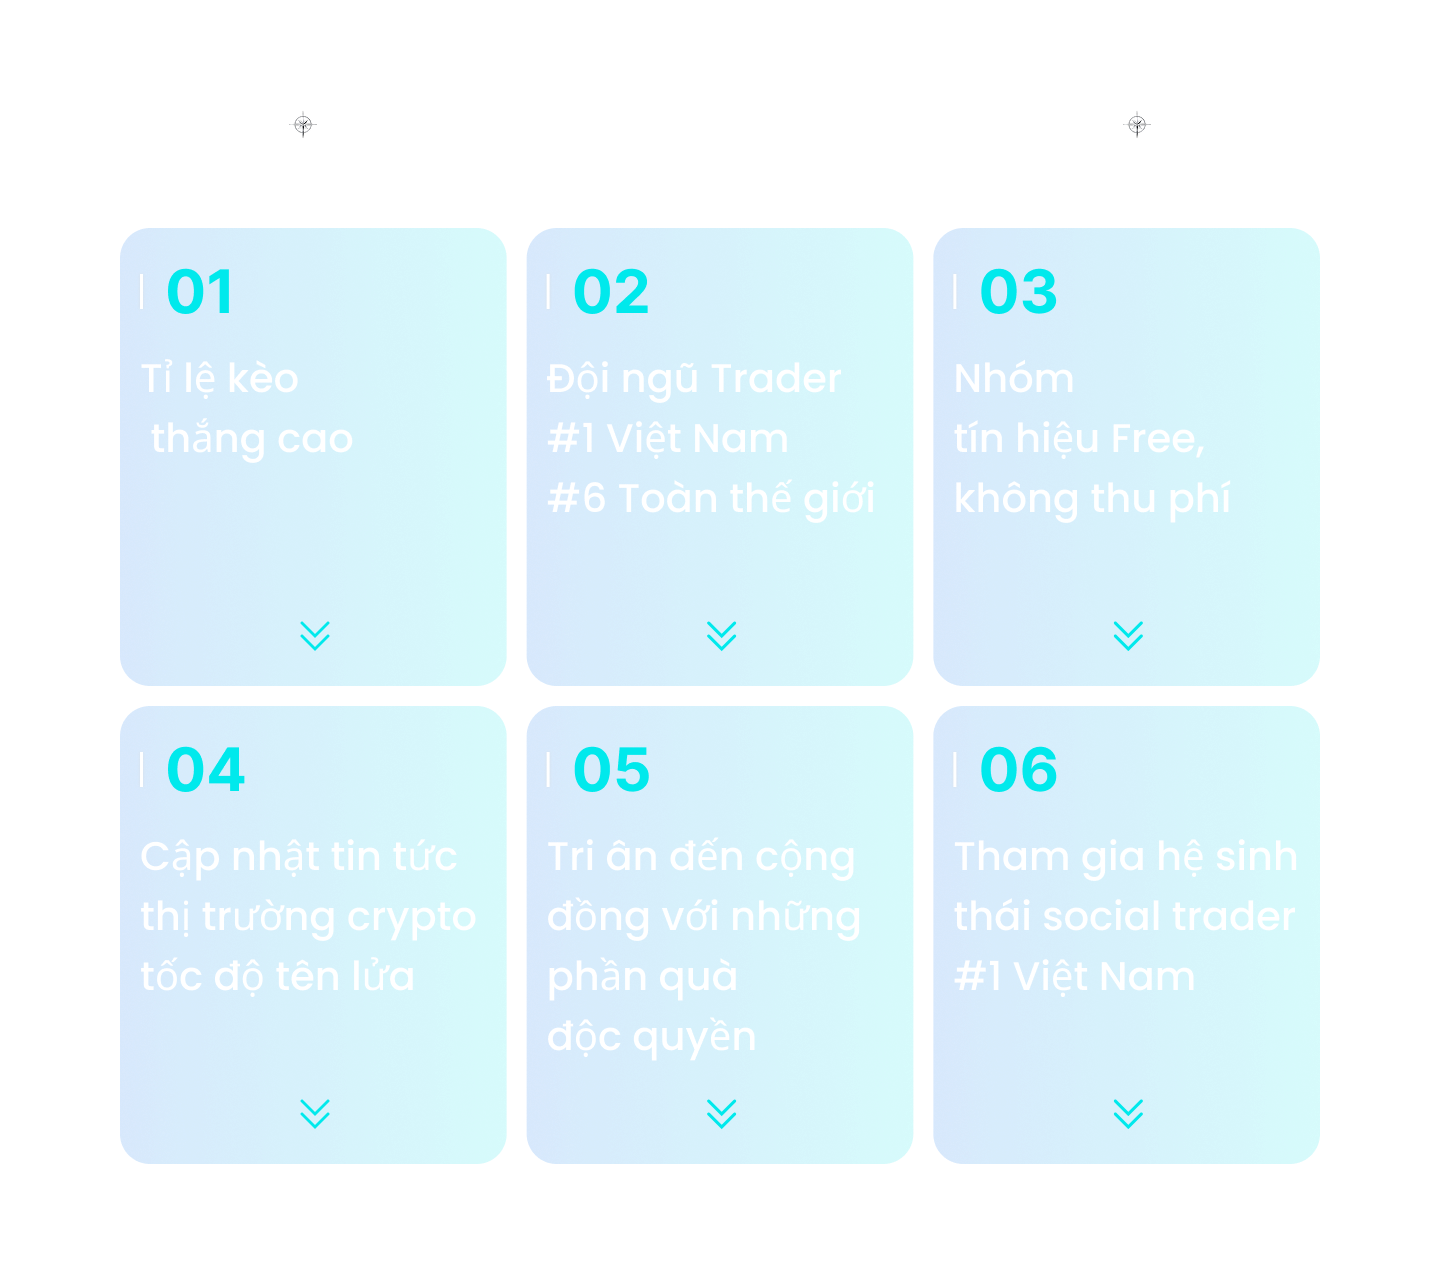 01
Tỉ lệ kèo
thắng cao
02
Đội ngũ Trader
#1 Việt Nam
#6 Toàn thế giới
03
Nhóm
tín hiệu Free,
không thu phí
04
Cập nhật tin tức
thị trường crypto
tốc độ tên lửa
05
Tri ân đến cộng
đồng với những
phần quà
độc quyền
06
Tham gia hệ sinh
thái social trader
#1 Việt Nam